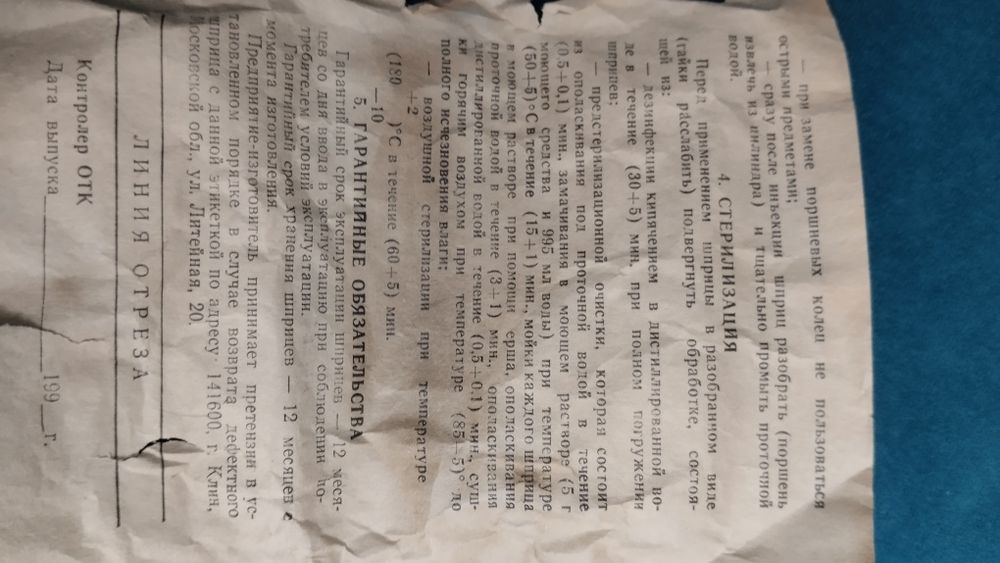 — при замене поршневых колец не пользоваться
острыми предметами;
— сразу после инъекции шприц разобрать (поршень
извлечь из цилиндра) и тщательно промыть проточной
водой.
4. СТЕРИЛИЗАЦИЯ
Перед применением шприцы в разобранном виде
(гайки расслабить) подвергнуть обработке, состоя-
щей из:
— дезинфекции кипячением в дистиллированной во-
де в течение (30+5) мин, при полном погружении
шприцев;
— предстерилизационной очистки, которая состоит
из ополаскивания под проточной водой в течение
(0,5+0,1) мин., замачивания в моющем растворе (5 г
моющего средства и 995 мл воды) при температуре
(50+5)°С в течение (15+1) мин., мойки каждого шприца
в моющем растворе при помощи ерша, ополаскивания
проточной водой в течение (3+1) мин, ополаскивания
дистиллированной водой в течение (0,5+0.1) мин., суш-
ки горячим воздухом при температуре (85+5)° до
полного исчезновения влаги;
— воздушной стерилизации при температуре
+2
(180 )°С в течение (60+5) мин.
—10
5. ГАРАНТИЙНЫЕ ОБЯЗАТЕЛЬСТВА
Гарантийный срок эксплуатации шприцев — 12 меся-
цев со дня ввода в эксплуатацию при соблюдении по-
требителем условий эксплуатации.
Гарантийный срок хранения шприцев — 12 месяцев с
момента изготовления.
Предприятие-изготовитель принимает претензии в ус-
тановленном порядке в случае возврата дефектного
шприца с данной этикеткой по адресу: 141600, г. Клин,
Московской обл., ул. Литейная, 20.
ЛИНИЯ ОТРЕЗА
Контролер ОТК
Дата выпуска 199 г.